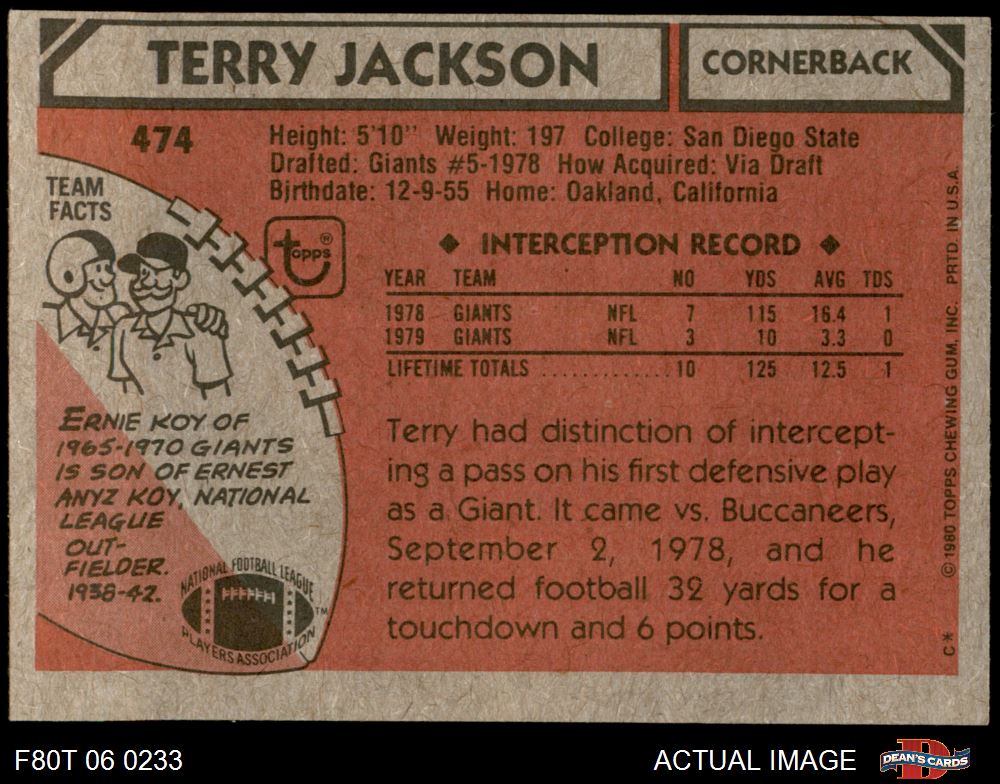 TERRY JACKSON
CORNERBACK
474
Height: 5'10" Weight: 197 College: San Diego State
Drafted: Giants #5-1978 How Acquired: Via Draft
Birthdate: 12-9-55 Home: Oakland, California
TEAM
FACTS
topps®
◆ INTERCEPTION RECORD ◆
YEAR TEAM NO YDS AVG TDS
1978 GIANTS NFL 7 115 16.4 1
1979 GIANTS NFL 3 10 3.3 0
LIFETIME TOTALS ............. 10 125 12.5 1
ERNIE KOY OF
1965-1970 GIANTS
IS SON OF ERNEST
ANYZ KOY, NATIONAL
LEAGUE
OUT-
FIELDER.
1938-42.
NATIONAL FOOTBALL LEAGUE
PLAYERS ASSOCIATION
TM
Terry had distinction of intercept-
ing a pass on his first defensive play
as a Giant. It came vs. Buccaneers,
September 2, 1978, and he
returned football 32 yards for a
touchdown and 6 points.
C* © 1980 TOPPS CHEWING GUM, INC. PRTD. IN U.S.A.
F80T 06 0233
ACTUAL IMAGE
DEAN'S CARDS